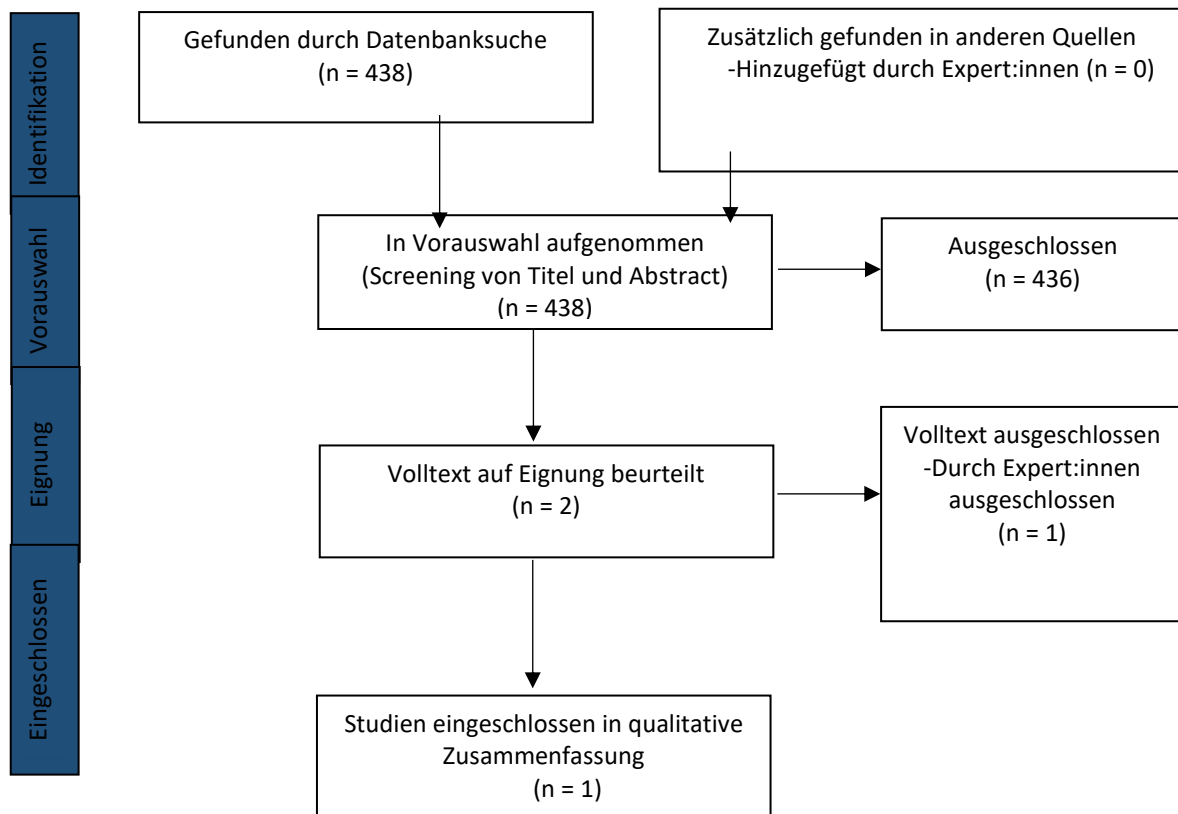 Identifikation
Gefunden durch Datenbanksuche
(n = 438)
Zusätzlich gefunden in anderen Quellen
-Hinzugefügt durch Expert:innen (n = 0)
Vorauswahl
In Vorauswahl aufgenommen
(Screening von Titel und Abstract)
(n = 438)
Ausgeschlossen
(n = 436)
Eignung
Volltext auf Eignung beurteilt
(n = 2)
Volltext ausgeschlossen
-Durch Expert:innen
ausgeschlossen
(n = 1)
Eingeschlossen
Studien eingeschlossen in qualitative
Zusammenfassung
(n = 1)